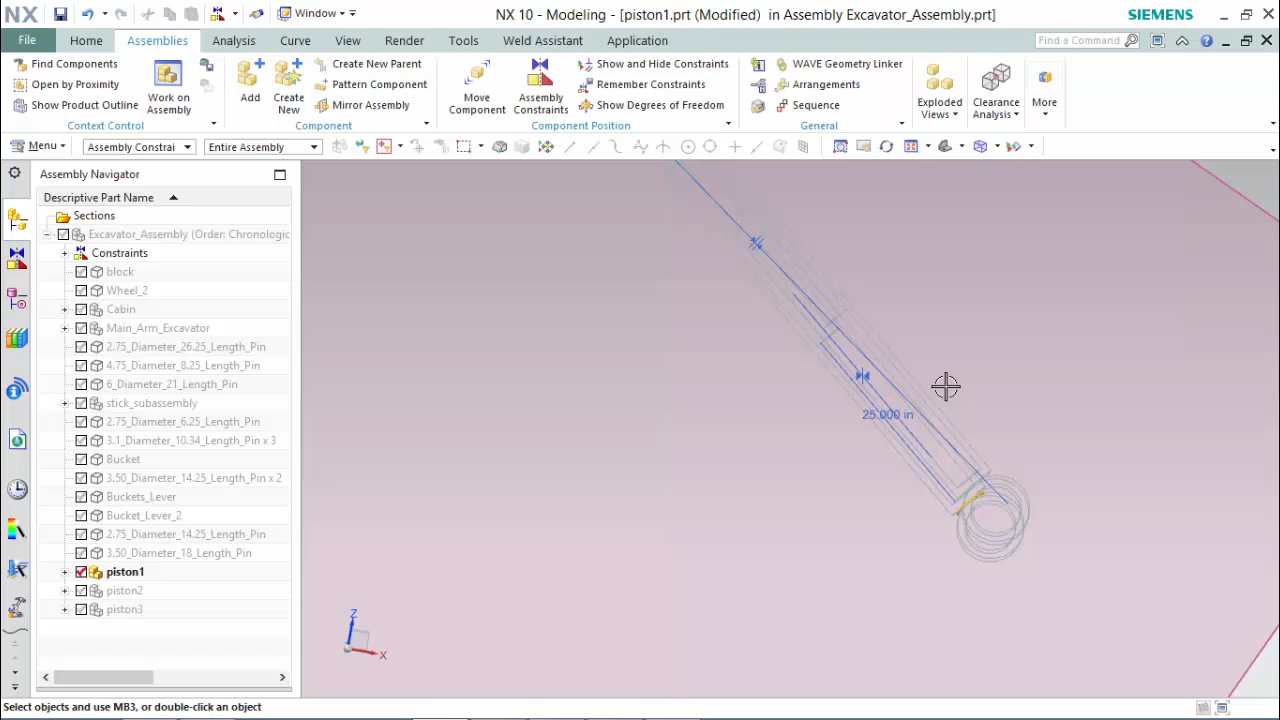 NX
Window
NX 10 - Modeling - [piston1.prt (Modified)  in Assembly Excavator_Assembly.prt]
SIEMENS
File
Home
Assemblies
Analysis
Curve
View
Render
Tools
Weld Assistant
Application
Find a Command
Find Components
Open by Proximity
Show Product Outline
Work on Assembly
Context Control
Add
Create New
Create New Parent
Pattern Component
Mirror Assembly
Component
Move Component
Assembly Constraints
Show and Hide Constraints
Remember Constraints
Show Degrees of Freedom
Component Position
WAVE Geometry Linker
Arrangements
Sequence
General
Exploded Views
Clearance Analysis
More
Menu
Assembly Constrai
Entire Assembly
Assembly Navigator
Descriptive Part Name
Sections
Excavator_Assembly (Order: Chronologic
Constraints
block
Wheel_2
Cabin
Main_Arm_Excavator
2.75_Diameter_26.25_Length_Pin
4.75_Diameter_8.25_Length_Pin
6_Diameter_21_Length_Pin
stick_subassembly
2.75_Diameter_6.25_Length_Pin
3.1_Diameter_10.34_Length_Pin x 3
Bucket
3.50_Diameter_14.25_Length_Pin x 2
Buckets_Lever
Bucket_Lever_2
2.75_Diameter_14.25_Length_Pin
3.50_Diameter_18_Length_Pin
piston1
piston2
piston3
25.000 in
Z
X
Select objects and use MB3, or double-click an object